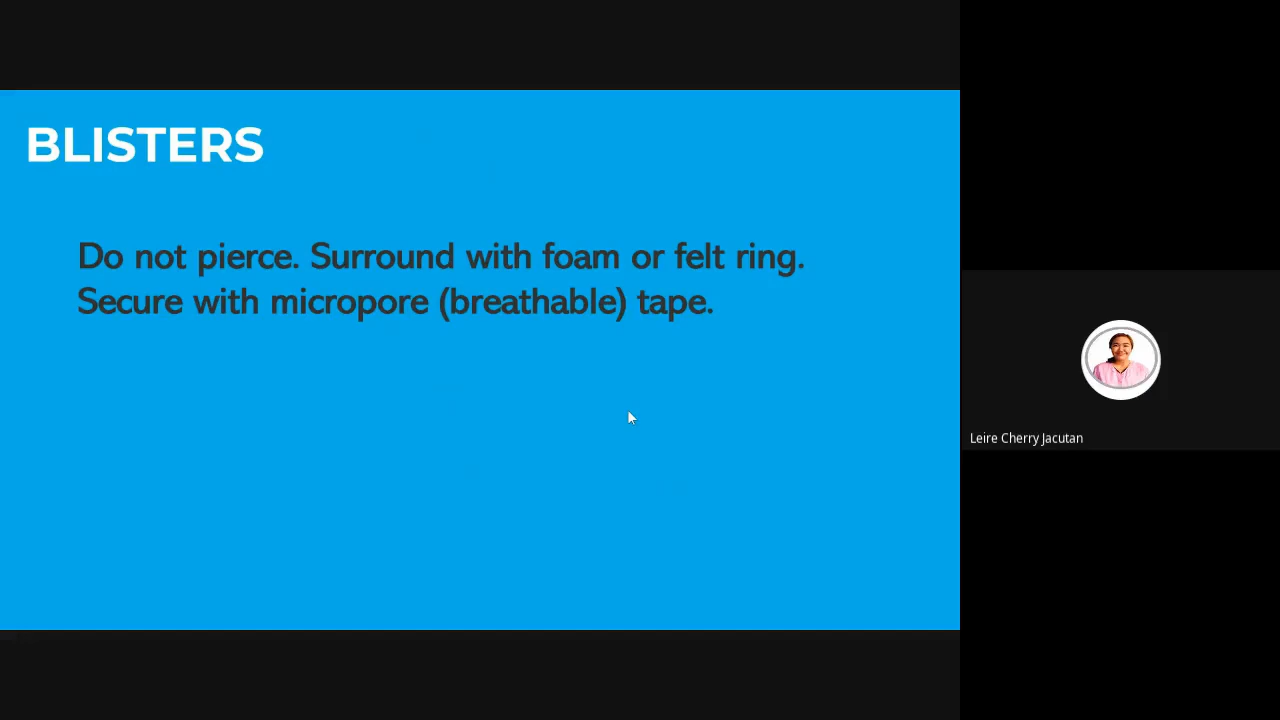 BLISTERS
Do not pierce. Surround with foam or felt ring.
Secure with micropore (breathable) tape.
Leire Cherry Jacutan